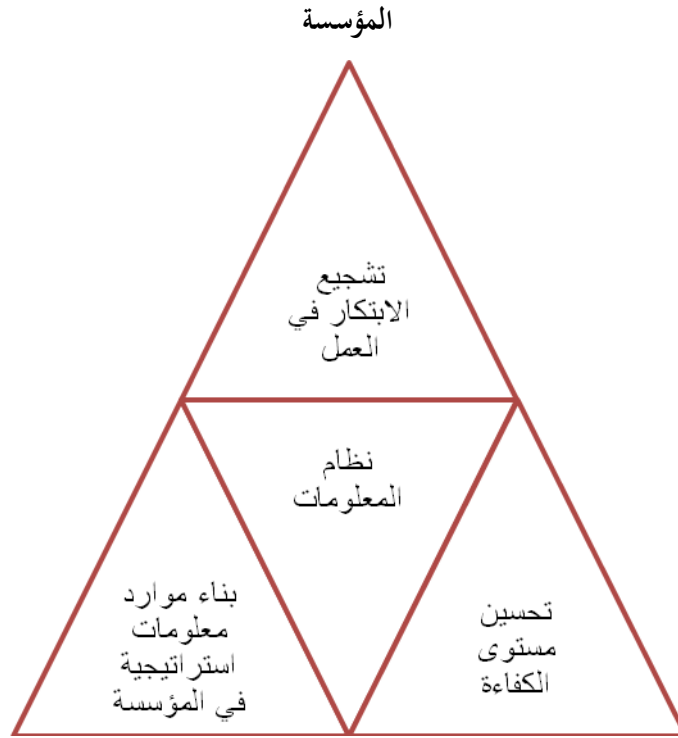 المؤسسة
تشجيع
الابتكار في
العمل
نظام
المعلومات
تحسين
مستوى
الكفاءة
بناء موارد
معلومات
استراتيجية
في المؤسسة